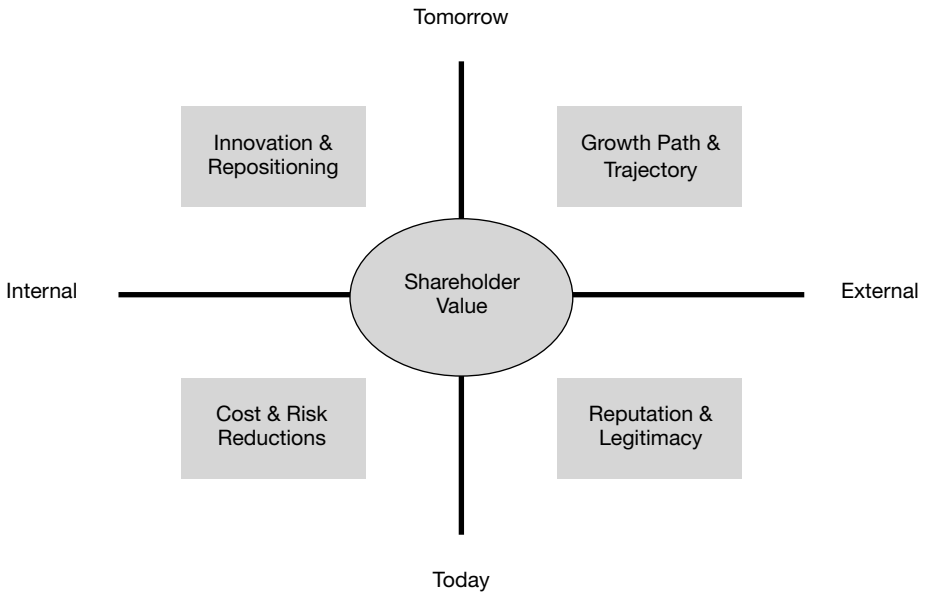 Tomorrow
Innovation &
Repositioning
Growth Path &
Trajectory
Internal
Shareholder
Value
External
Cost & Risk
Reductions
Reputation &
Legitimacy
Today